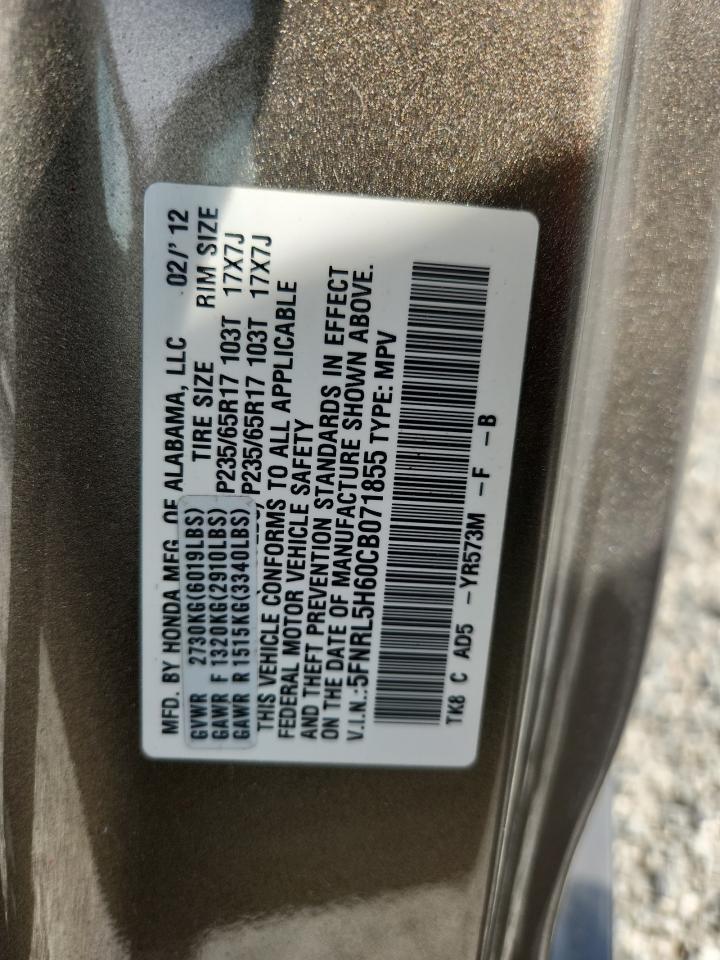 MFD. BY HONDA MFG. OF ALABAMA, LLC 02/' 12
GVWR 2730KG(6019LBS) TIRE SIZE RIM SIZE
GAWR F 1320KG(2910LBS) P235/65R17 103T 17X7J
GAWR R 1515KG(3340LBS) P235/65R17 103T 17X7J
THIS VEHICLE CONFORMS TO ALL APPLICABLE
FEDERAL MOTOR VEHICLE SAFETY
AND THEFT PREVENTION STANDARDS IN EFFECT
ON THE DATE OF MANUFACTURE SHOWN ABOVE.
V.I.N.:5FNRL5H60CB071855 TYPE: MPV
TK8 C AD5 -YR573M -F -B